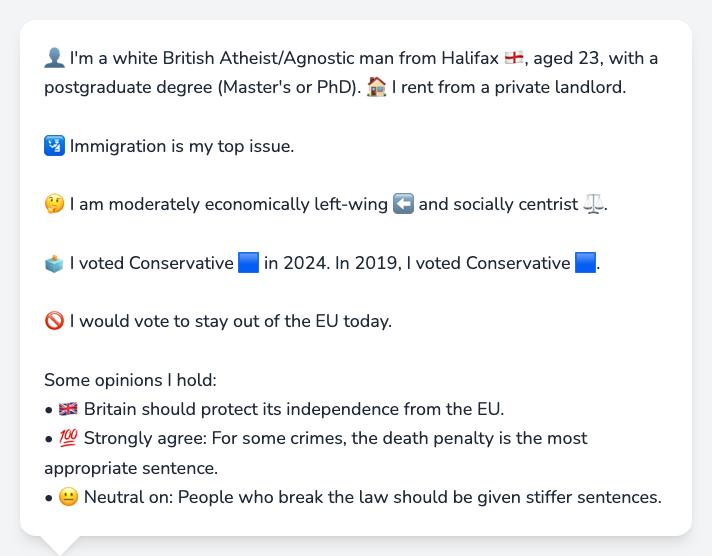 👤 I'm a white British Atheist/Agnostic man from Halifax 🏴󠁧󠁢󠁥󠁮󠁧󠁿, aged 23, with a
postgraduate degree (Master's or PhD). 🏠 I rent from a private landlord.
🛂 Immigration is my top issue.
🤔 I am moderately economically left-wing ⬅️ and socially centrist ⚖️.
🗳️ I voted Conservative 🟦 in 2024. In 2019, I voted Conservative 🟦.
🚫 I would vote to stay out of the EU today.
Some opinions I hold:
• 🇬🇧 Britain should protect its independence from the EU.
• 💯 Strongly agree: For some crimes, the death penalty is the most
appropriate sentence.
• 😐 Neutral on: People who break the law should be given stiffer sentences.